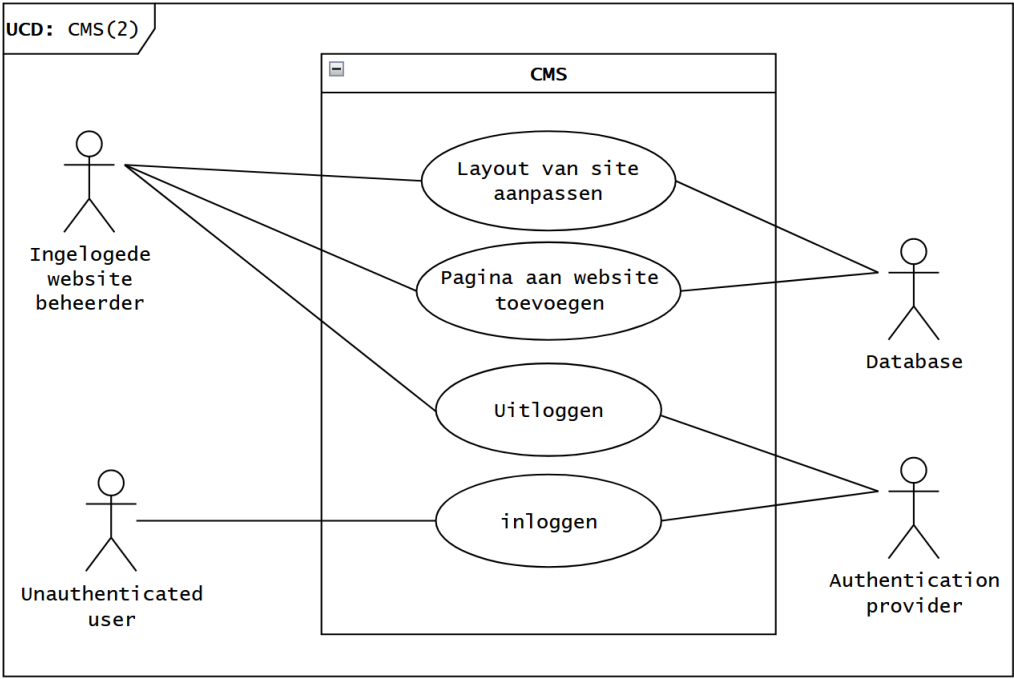 UCD: CMS(2)
CMS
Layout van site
aanpassen
Ingelogede
website
beheerder
Pagina aan website
toevoegen
Database
Uitloggen
inloggen
Unauthenticated
user
Authentication
provider